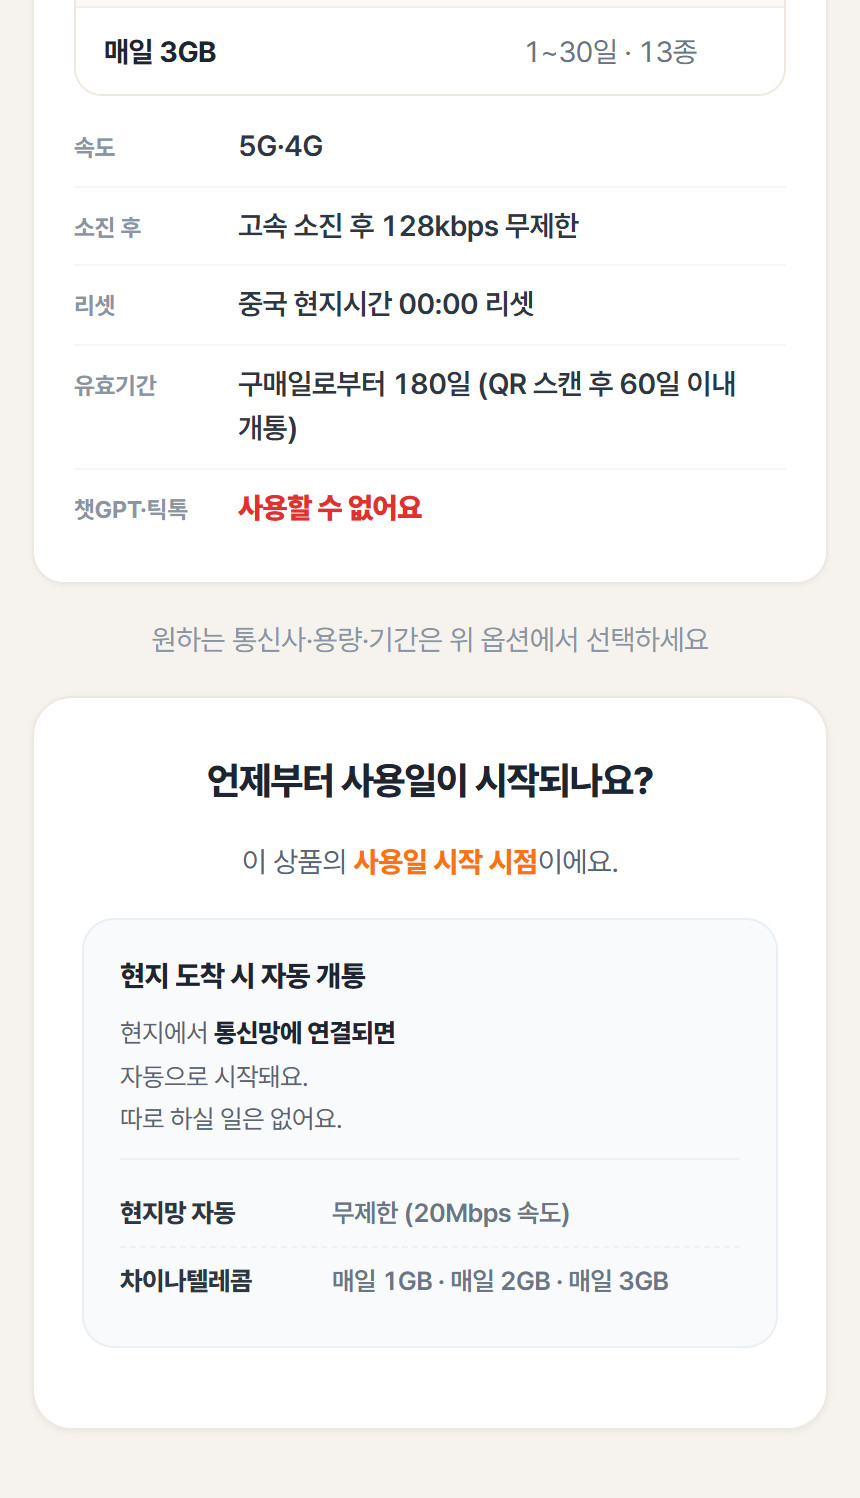 매일 3GB 1~30일 · 13종
속도 5G·4G
소진 후 고속 소진 후 128kbps 무제한
리셋 중국 현지시간 00:00 리셋
유효기간 구매일로부터 180일 (QR 스캔 후 60일 이내
개통)
챗GPT·틱톡 사용할 수 없어요
원하는 통신사·용량·기간은 위 옵션에서 선택하세요
언제부터 사용일이 시작되나요?
이 상품의 사용일 시작 시점이에요.
현지 도착 시 자동 개통
현지에서 통신망에 연결되면
자동으로 시작돼요.
따로 하실 일은 없어요.
현지망 자동 무제한 (20Mbps 속도)
차이나텔레콤 매일 1GB · 매일 2GB · 매일 3GB